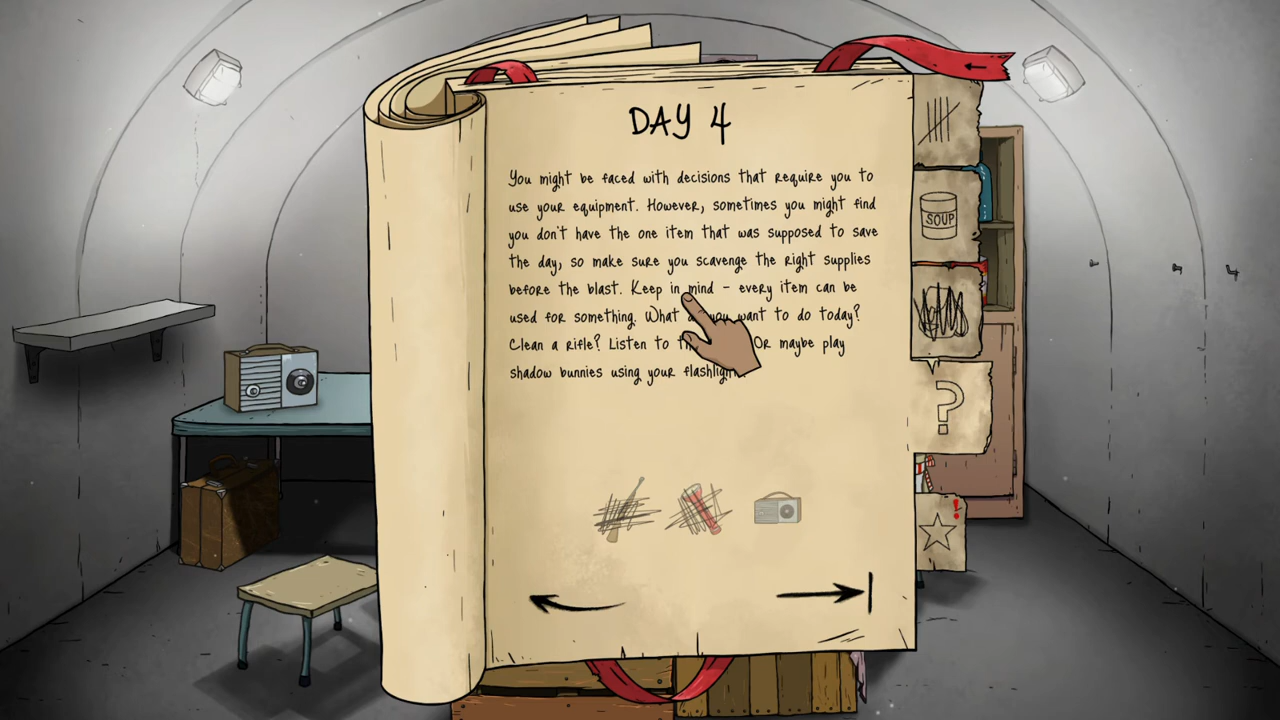 DAY 4
You might be faced with decisions that require you to
use your equipment. However, sometimes you might find
you don't have the one item that was supposed to save
the day, so make sure you scavenge the right supplies
before the blast. Keep in mind - every item can be
used for something. What you want to do today?
Clean a rifle? Listen to Or maybe play
shadow bunnies using your
SOUP
?
!